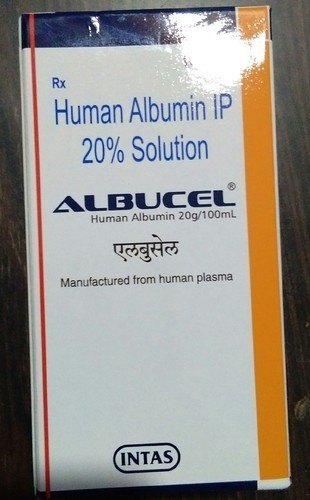 Rx
Human Albumin IP
20% Solution
ALBUCEL®
Human Albumin 20g/100mL
एलबुसेल
Manufactured from human plasma
INTAS